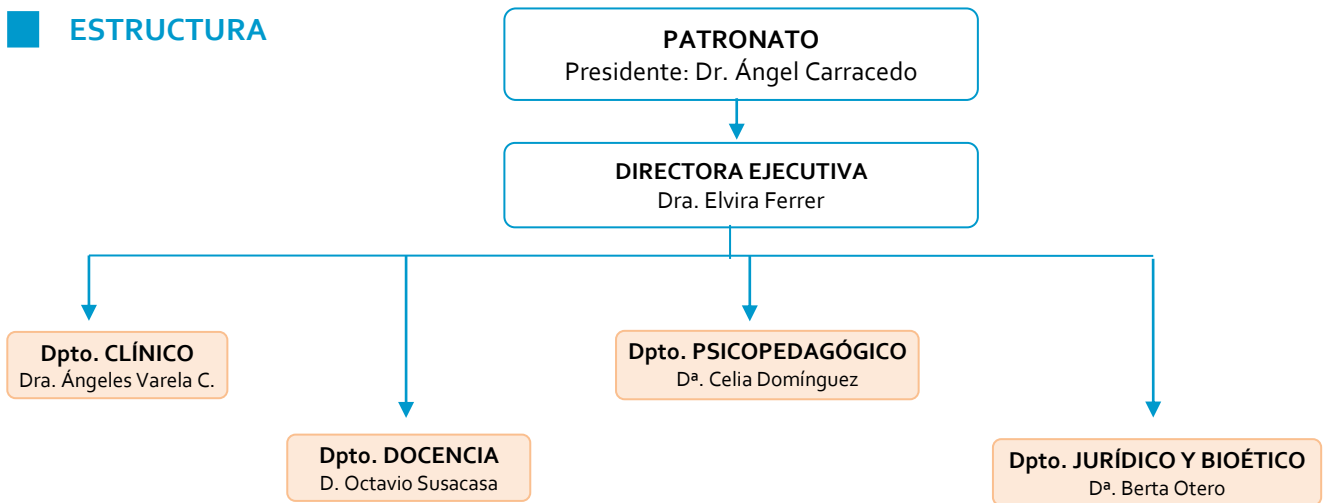 ESTRUCTURA
PATRONATO
Presidente: Dr. Ángel Carracedo
DIRECTORA EJECUTIVA
Dra. Elvira Ferrer
Dpto. CLÍNICO
Dra. Ángeles Varela C.
Dpto. PSICOPEDAGÓGICO
Dª. Celia Domínguez
Dpto. DOCENCIA
D. Octavio Susacasa
Dpto. JURÍDICO Y BIOÉTICO
Dª. Berta Otero